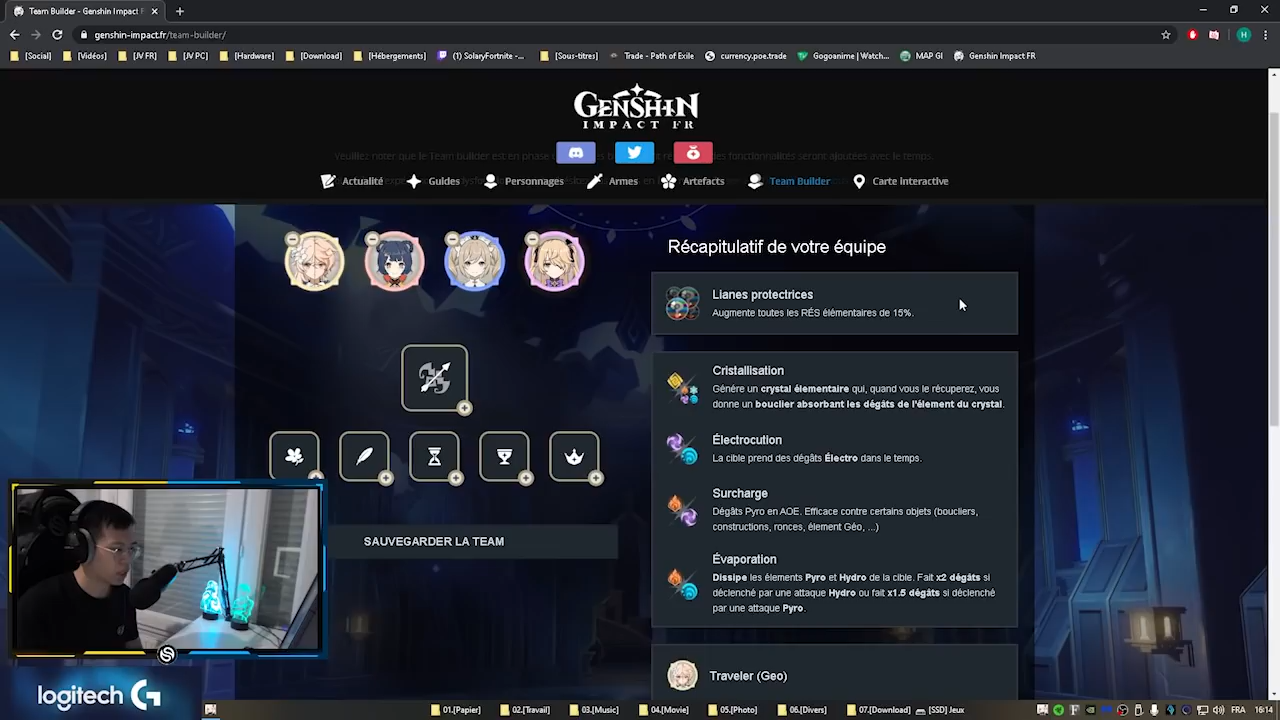 Team Builder - Genshin Impact F
genshin-impact.fr/team-builder/
H
[Social]
[Vidéos]
[JV FR]
[JV PC]
[Hardware]
[Download]
[Hébergements]
(1) SolaryFortnite -...
[Sous-titres]
Trade - Path of Exile
currency.poe.trade
Gogoanime | Watch...
MAP GI
Genshin Impact FR
GENSHIN
IMPACT FR
Actualité
Guides
Personnages
Armes
Artefacts
Team Builder
Carte interactive
Récapitulatif de votre équipe
Lianes protectrices
Augmente toutes les RÉS élémentaires de 15%.
Cristallisation
Génére un crystal élementaire qui, quand vous le récuperez, vous
donne un bouclier absorbant les dégâts de l'élement du crystal.
Électrocution
La cible prend des dégâts Électro dans le temps.
Surcharge
Dégâts Pyro en AOE. Efficace contre certains objets (boucliers,
constructions, ronces, élement Géo, ...)
Évaporation
Dissipe les élements Pyro et Hydro de la cible. Fait x2 dégâts si
déclenché par une attaque Hydro ou fait x1.5 dégâts si déclenché
par une attaque Pyro.
SAUVEGARDER LA TEAM
Traveler (Geo)
logitech G
01.[Papier]
02.[Travail]
03.[Music]
04.[Movie]
05.[Photo]
06.[Divers]
07.[Download]
[SSD] Jeux
FRA
16:14